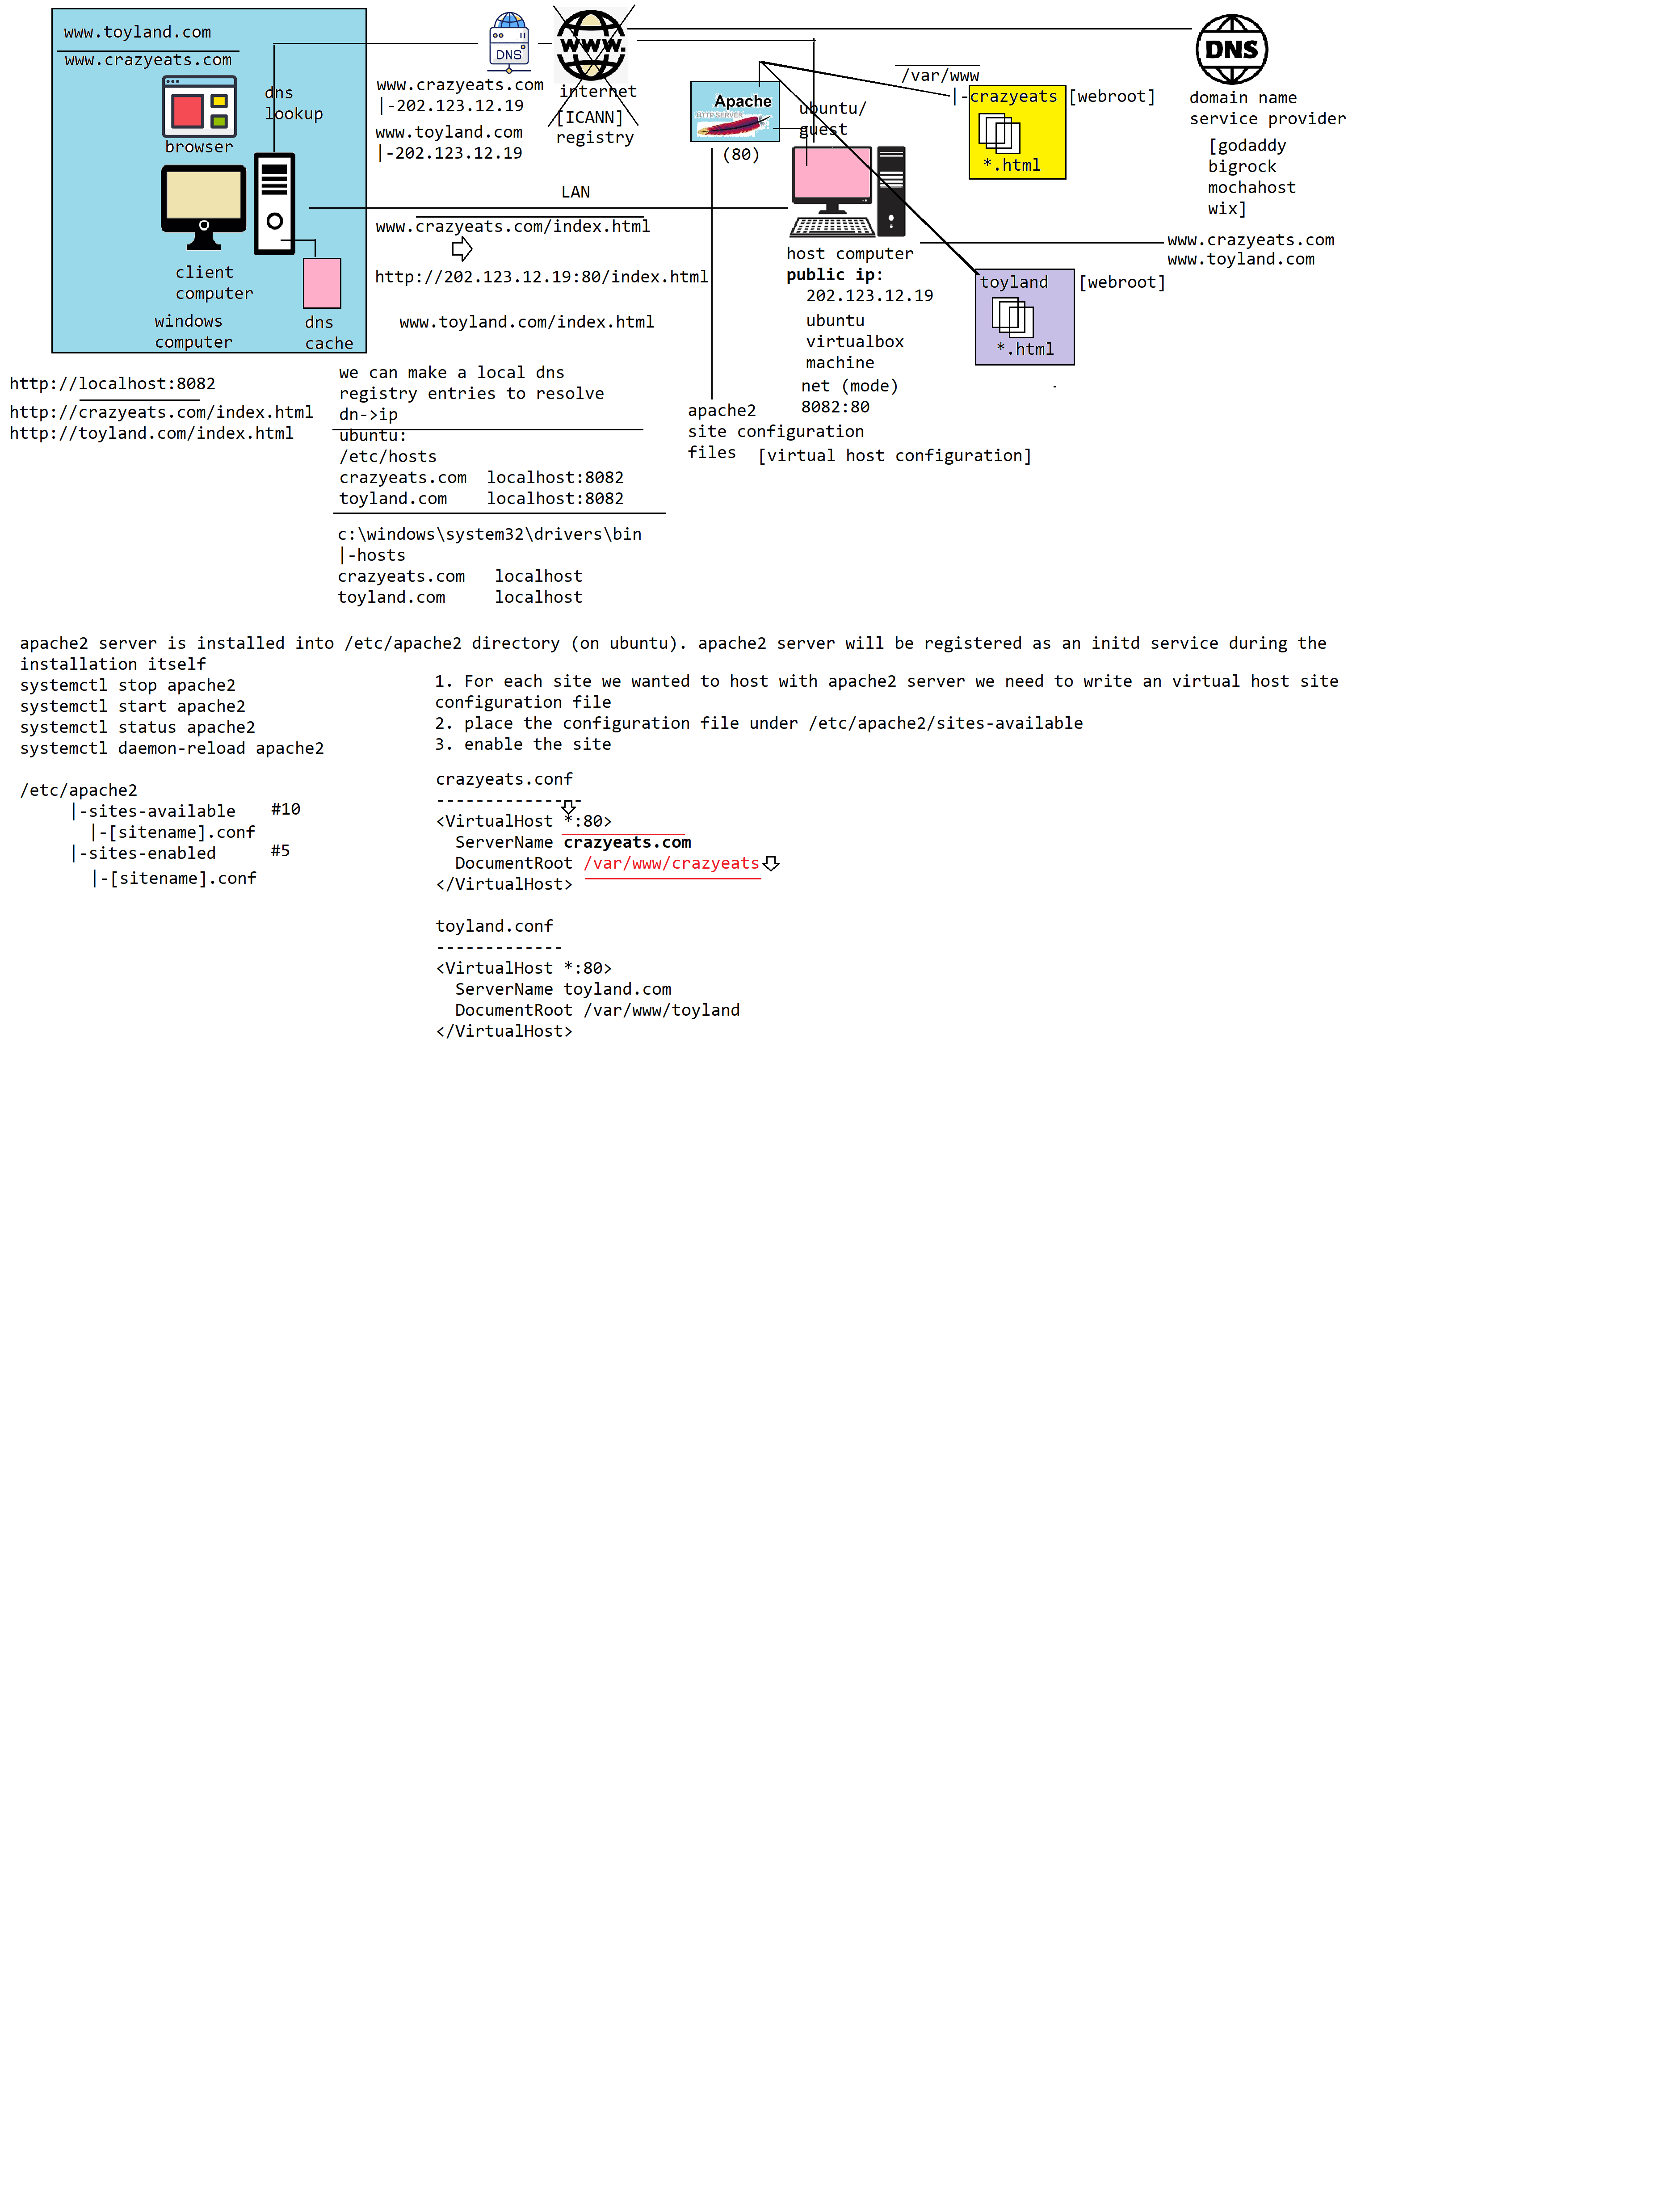 www.toyland.com
www.crazyeats.com
dns
lookup
browser
client
computer
windows
computer
dns
cache
DNS
www.
www.crazyeats.com
|-202.123.12.19
www.toyland.com
|-202.123.12.19
internet
[ICANN]
registry
LAN
www.crazyeats.com/index.html
http://202.123.12.19:80/index.html
www.toyland.com/index.html
Apache
HTTP SERVER
(80)
ubuntu/
guest
/var/www
|-crazyeats [webroot]
*.html
DNS
domain name
service provider
[godaddy
bigrock
mochahost
wix]
www.crazyeats.com
www.toyland.com
host computer
public ip:
202.123.12.19
ubuntu
virtualbox
machine
net (mode)
8082:80
toyland [webroot]
*.html
apache2
site configuration
files [virtual host configuration]
http://localhost:8082
http://crazyeats.com/index.html
http://toyland.com/index.html
we can make a local dns
registry entries to resolve
dn->ip
ubuntu:
/etc/hosts
crazyeats.com localhost:8082
toyland.com localhost:8082
c:\windows\system32\drivers\bin
|-hosts
crazyeats.com localhost
toyland.com localhost
apache2 server is installed into /etc/apache2 directory (on ubuntu). apache2 server will be registered as an initd service during the
installation itself
systemctl stop apache2
systemctl start apache2
systemctl status apache2
systemctl daemon-reload apache2
/etc/apache2
|-sites-available #10
|-[sitename].conf
|-sites-enabled #5
|-[sitename].conf
1. For each site we wanted to host with apache2 server we need to write an virtual host site
configuration file
2. place the configuration file under /etc/apache2/sites-available
3. enable the site
crazyeats.conf
---------------
<VirtualHost *:80>
ServerName crazyeats.com
DocumentRoot /var/www/crazyeats
</VirtualHost>
toyland.conf
-------------
<VirtualHost *:80>
ServerName toyland.com
DocumentRoot /var/www/toyland
</VirtualHost>